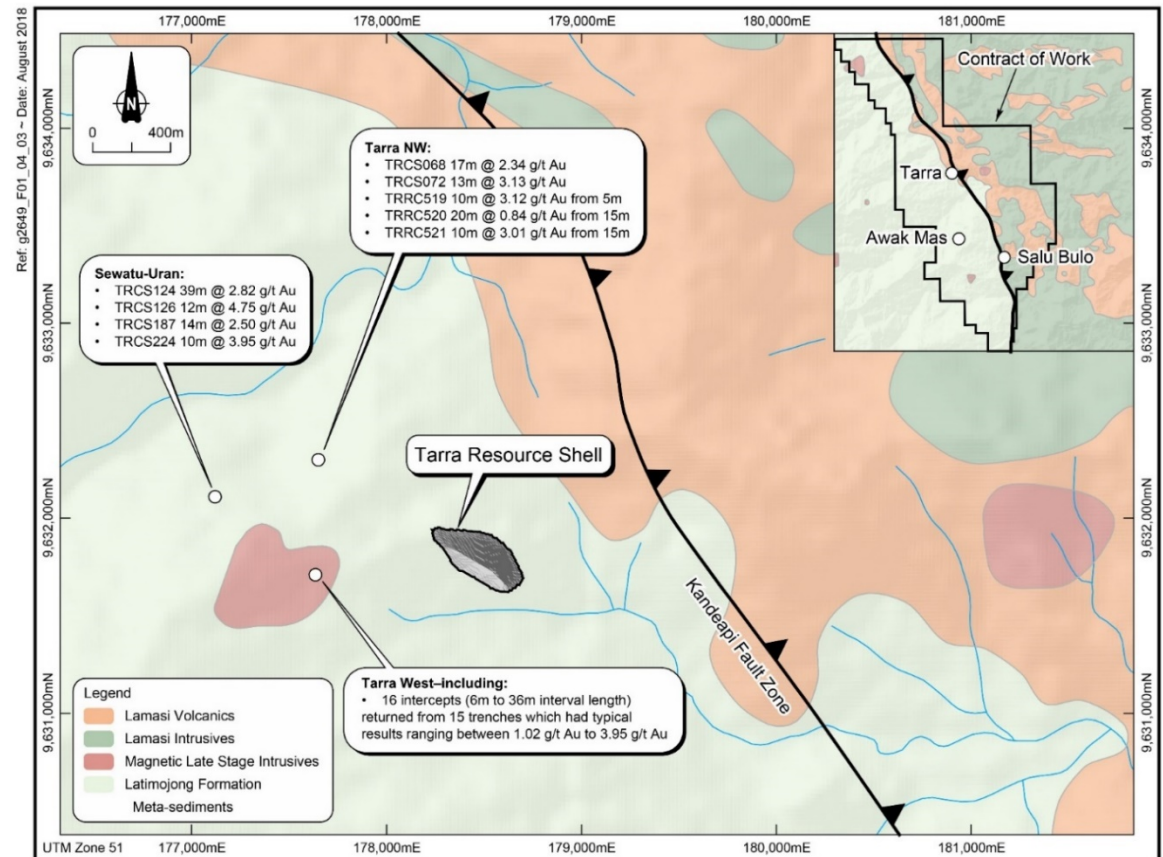 Ref: g2649_F01_04_03 ~ Date: August 2018
177,000mE
178,000mE
179,000mE
180,000mE
181,000mE
9,634,000mN
9,633,000mN
9,632,000mN
9,631,000mN
N
0 400m
Tarra NW:
• TRCS068 17m @ 2.34 g/t Au
• TRCS072 13m @ 3.13 g/t Au
• TRRC519 10m @ 3.12 g/t Au from 5m
• TRRC520 20m @ 0.84 g/t Au from 15m
• TRRC521 10m @ 3.01 g/t Au from 15m
Contract of Work
Tarra
Awak Mas
Salu Bulo
9,634,000mN
9,633,000mN
9,632,000mN
9,631,000mN
Sewatu-Uran:
• TRCS124 39m @ 2.82 g/t Au
• TRCS126 12m @ 4.75 g/t Au
• TRCS187 14m @ 2.50 g/t Au
• TRCS224 10m @ 3.95 g/t Au
Tarra Resource Shell
Kandeapi Fault Zone
Tarra West–including:
• 16 intercepts (6m to 36m interval length)
returned from 15 trenches which had typical
results ranging between 1.02 g/t Au to 3.95 g/t Au
Legend
Lamasi Volcanics
Lamasi Intrusives
Magnetic Late Stage Intrusives
Latimojong Formation
Meta-sediments
UTM Zone 51
177,000mE
178,000mE
179,000mE
180,000mE
181,000mE